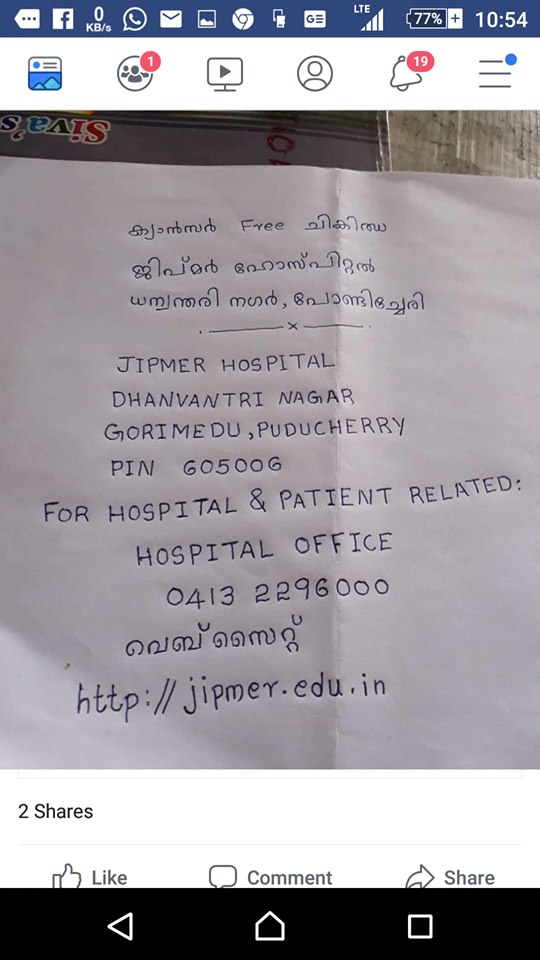 0
KB/s
LTE
77%
10:54
1
19
GE
Siva's
ക്യാൻസർ Free ചികിത്സ
ജിപ്മർ ഹോസ്പിറ്റൽ
ധന്വന്തരി നഗർ, പോണ്ടിച്ചേരി
x
JIPMER HOSPITAL
DHANVANTRI NAGAR
GORIMEDU, PUDUCHERRY
PIN 605006
FOR HOSPITAL & PATIENT RELATED:
HOSPITAL OFFICE
0413 2296000
വെബ്സൈറ്റ്
http://jipmer.edu.in
2 Shares
Like
Comment
Share